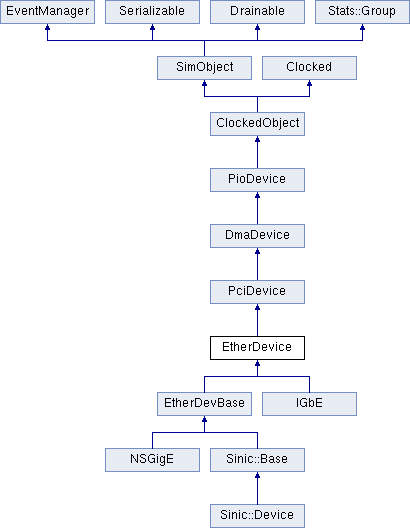 EventManager Serializable Drainable Stats::Group
SimObject Clocked
ClockedObject
PioDevice
DmaDevice
PciDevice
EtherDevice
EtherDevBase IGbE
NSGigE Sinic::Base
Sinic::Device